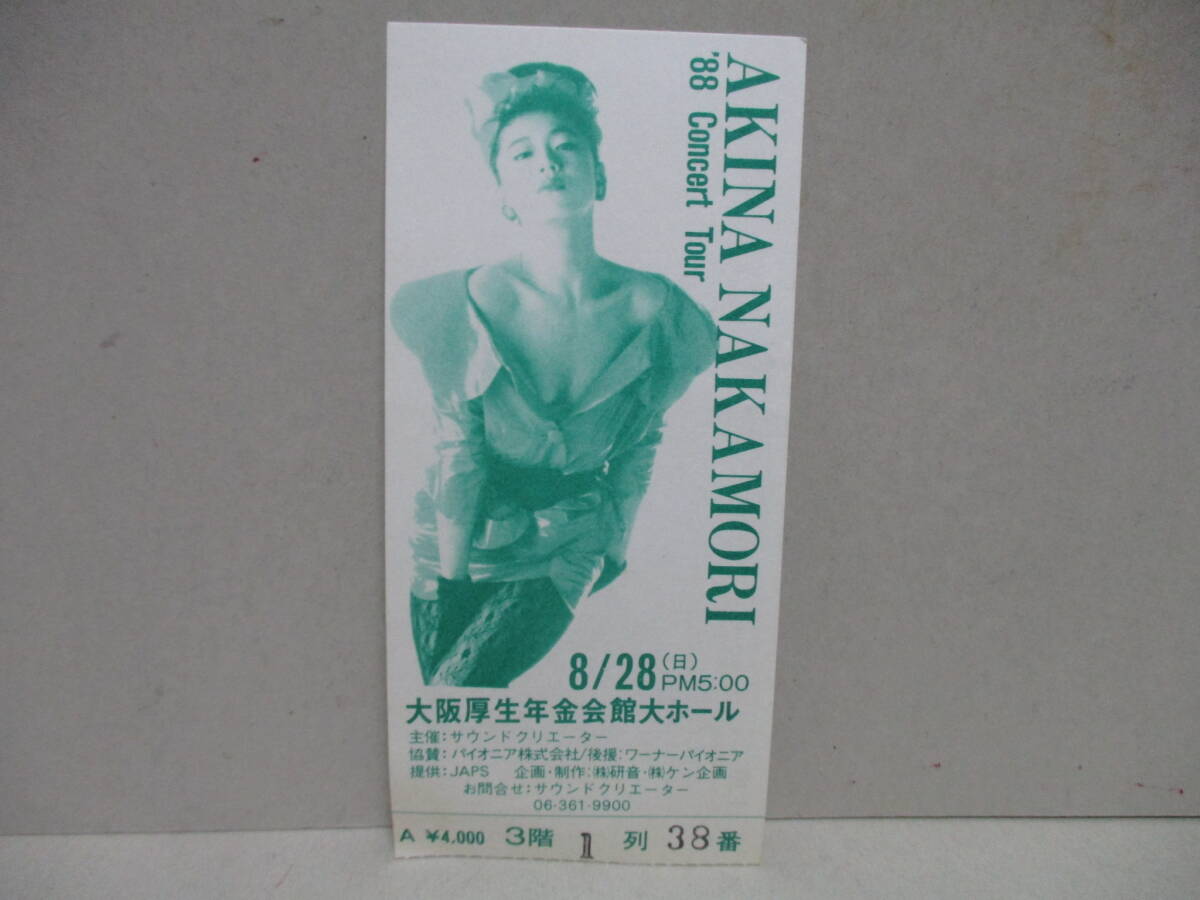 AKINA NAKAMORI
'88 Concert Tour
8/28(日)
PM5:00
大阪厚生年金会館大ホール
主催:サウンドクリエーター
協賛:パイオニア株式会社/後援:ワーナーパイオニア
提供:JAPS 企画・制作:㈱研音・㈱ケン企画
お問合せ:サウンドクリエーター
06-361-9900
A ¥4,000 3階 1 列 38番